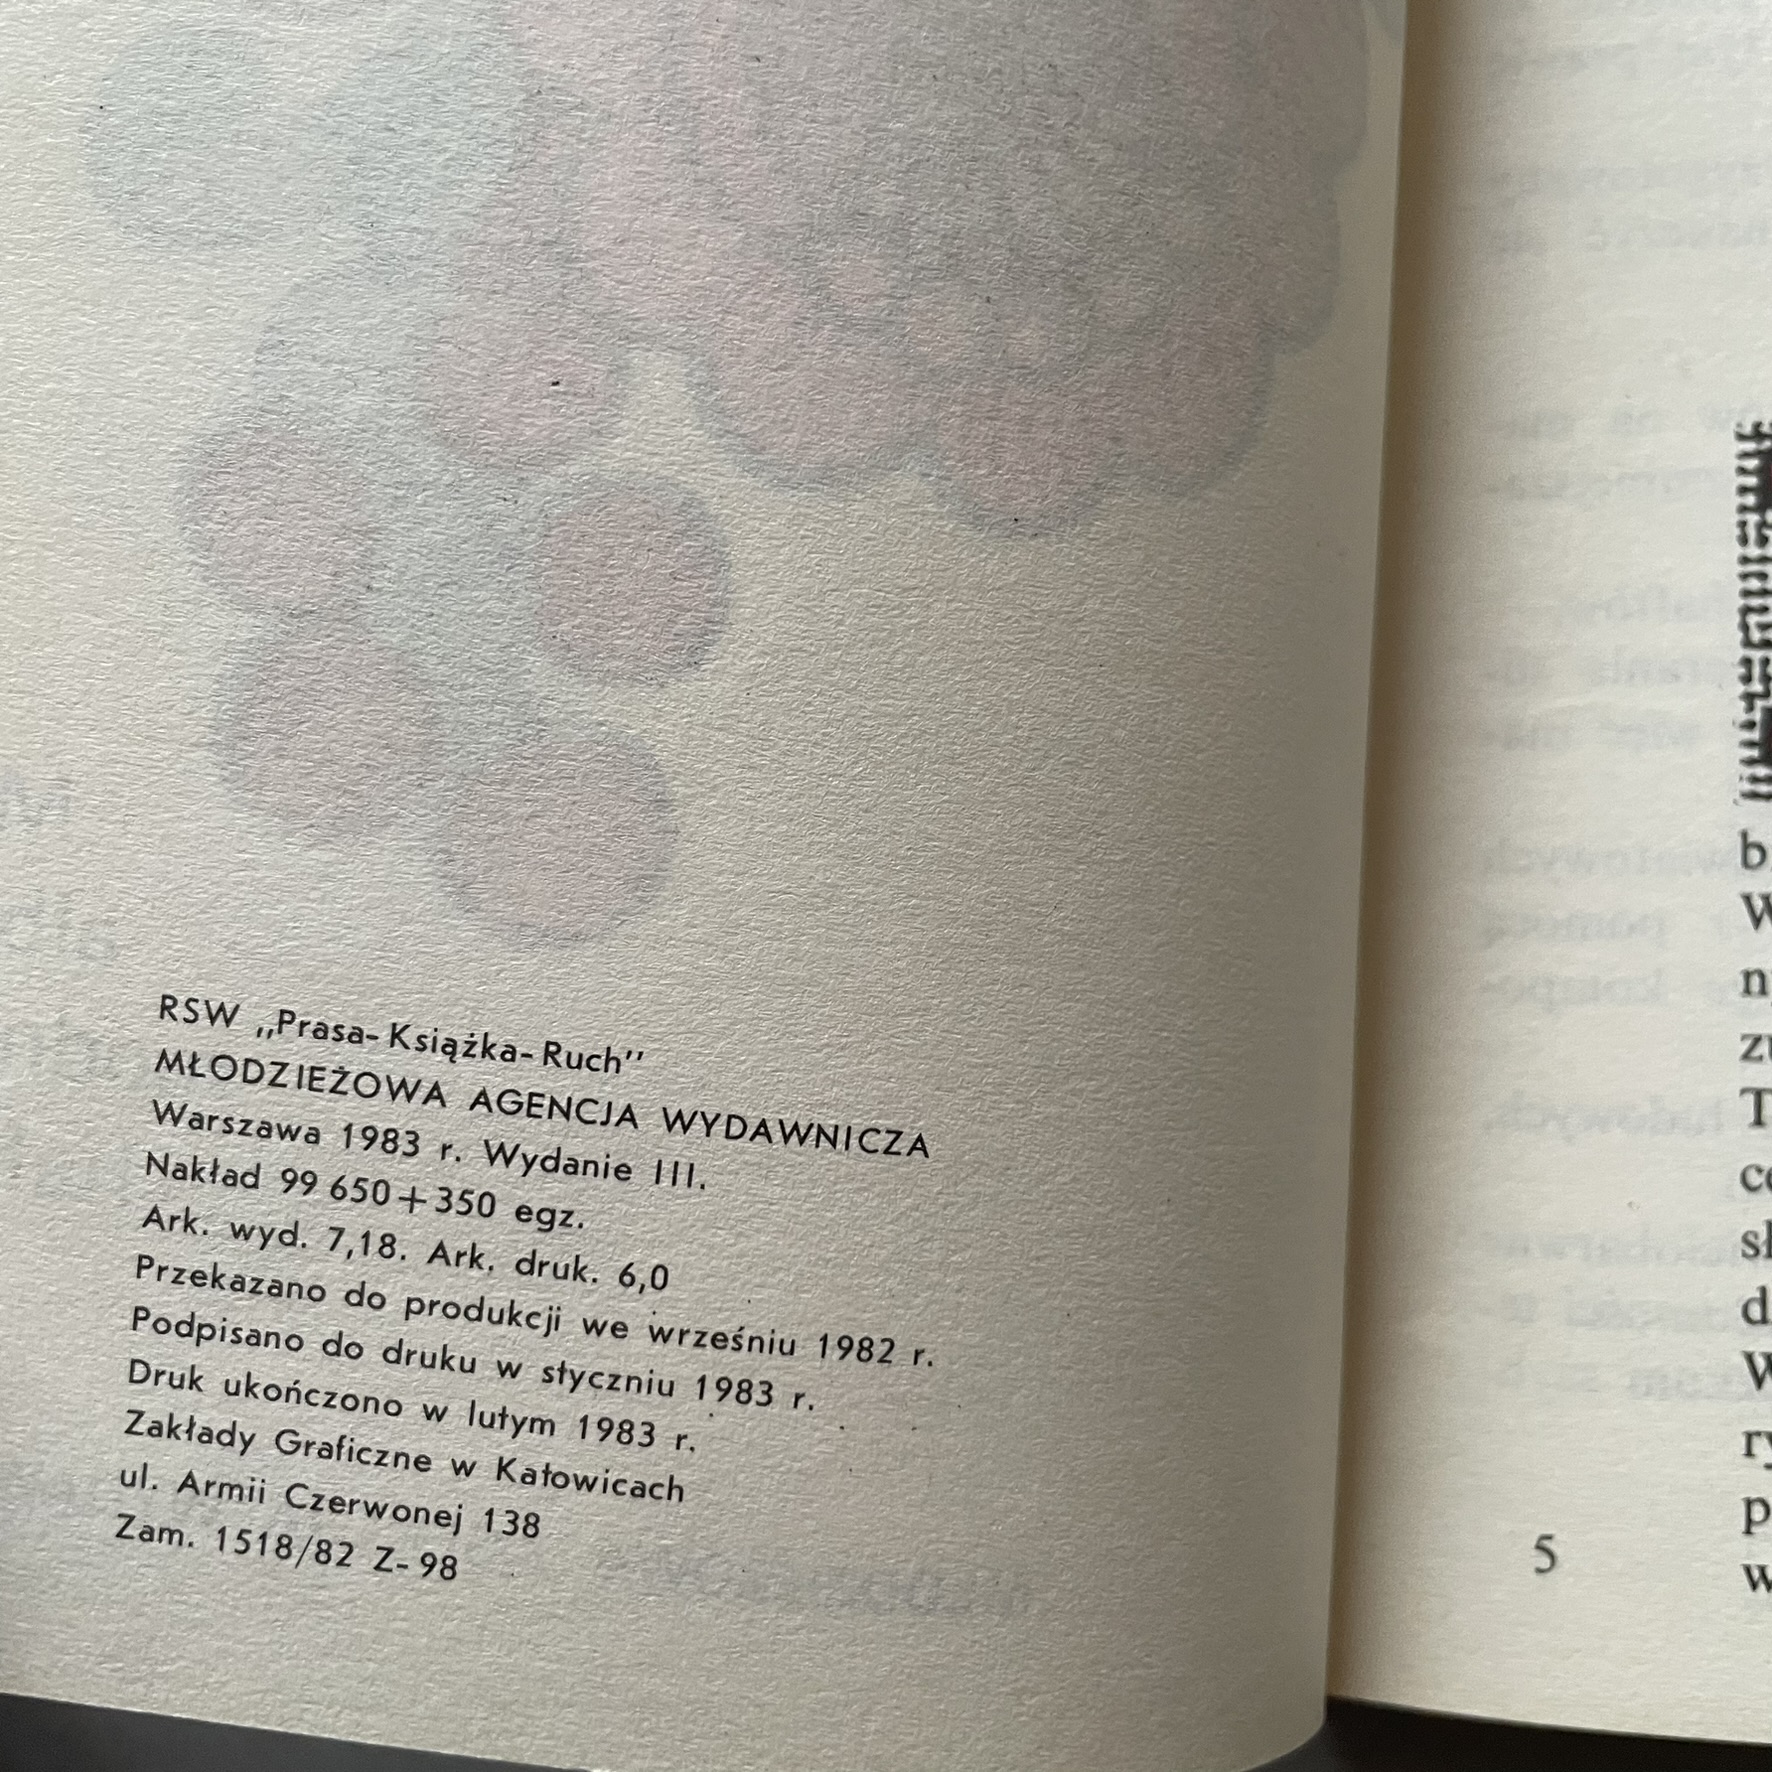 RSW „Prasa-Książka-Ruch”
MŁODZIEŻOWA AGENCJA WYDAWNICZA
Warszawa 1983 r. Wydanie III.
Nakład 99 650+350 egz.
Ark. wyd. 7,18. Ark. druk. 6,0
Przekazano do produkcji we wrześniu 1982 r.
Podpisano do druku w styczniu 1983 r.
Druk ukończono w lutym 1983 r.
Zakłady Graficzne w Katowicach
ul. Armii Czerwonej 138
Zam. 1518/82 Z-98
5